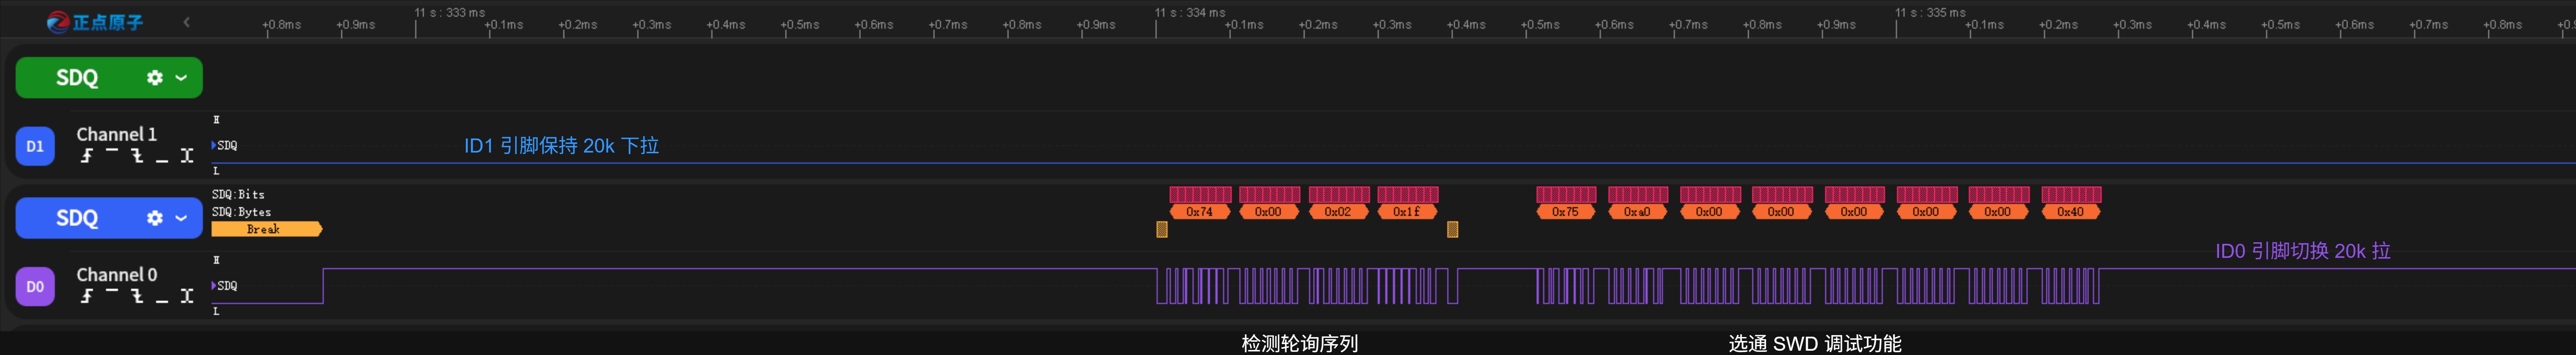 正点原子
+0.8ms +0.9ms 11 s : 333 ms +0.1ms +0.2ms +0.3ms +0.4ms +0.5ms +0.6ms +0.7ms +0.8ms +0.9ms 11 s : 334 ms +0.1ms +0.2ms +0.3ms +0.4ms +0.5ms +0.6ms +0.7ms +0.8ms +0.9ms 11 s : 335 ms +0.1ms +0.2ms +0.3ms +0.4ms +0.5ms +0.6ms +0.7ms +0.8ms
SDQ
D1
Channel 1
H
SDQ
L
ID1 引脚保持 20k 下拉
SDQ
SDQ:Bits
SDQ:Bytes
0x74 0x00 0x02 0x1f 0x75 0xa0 0x00 0x00 0x00 0x00 0x00 0x40
Break
D0
Channel 0
H
SDQ
L
ID0 引脚切换 20k 拉
检测轮询序列
选通 SWD 调试功能